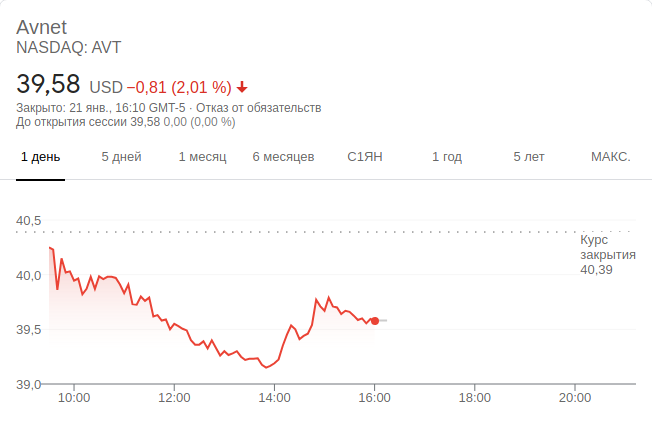 Avnet
NASDAQ: AVT
39,58 USD −0,81 (2,01 %)
Закрыто: 21 янв., 16:10 GMT-5 · Отказ от обязательств
До открытия сессии 39,58 0,00 (0,00 %)
1 день 5 дней 1 месяц 6 месяцев С1ЯН 1 год 5 лет МАКС.
40,5
Курс
закрытия
40,39
40,0
39,5
39,0
10:00 12:00 14:00 16:00 18:00 20:00